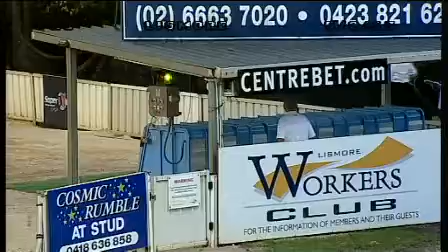 (02) 6663 7020 • 0423 821 62
CENTREBET.com
LISMORE
WORKERS
CLUB
FOR THE INFORMATION OF MEMBERS AND THEIR GUESTS
COSMIC RUMBLE
AT STUD
0418 636 858